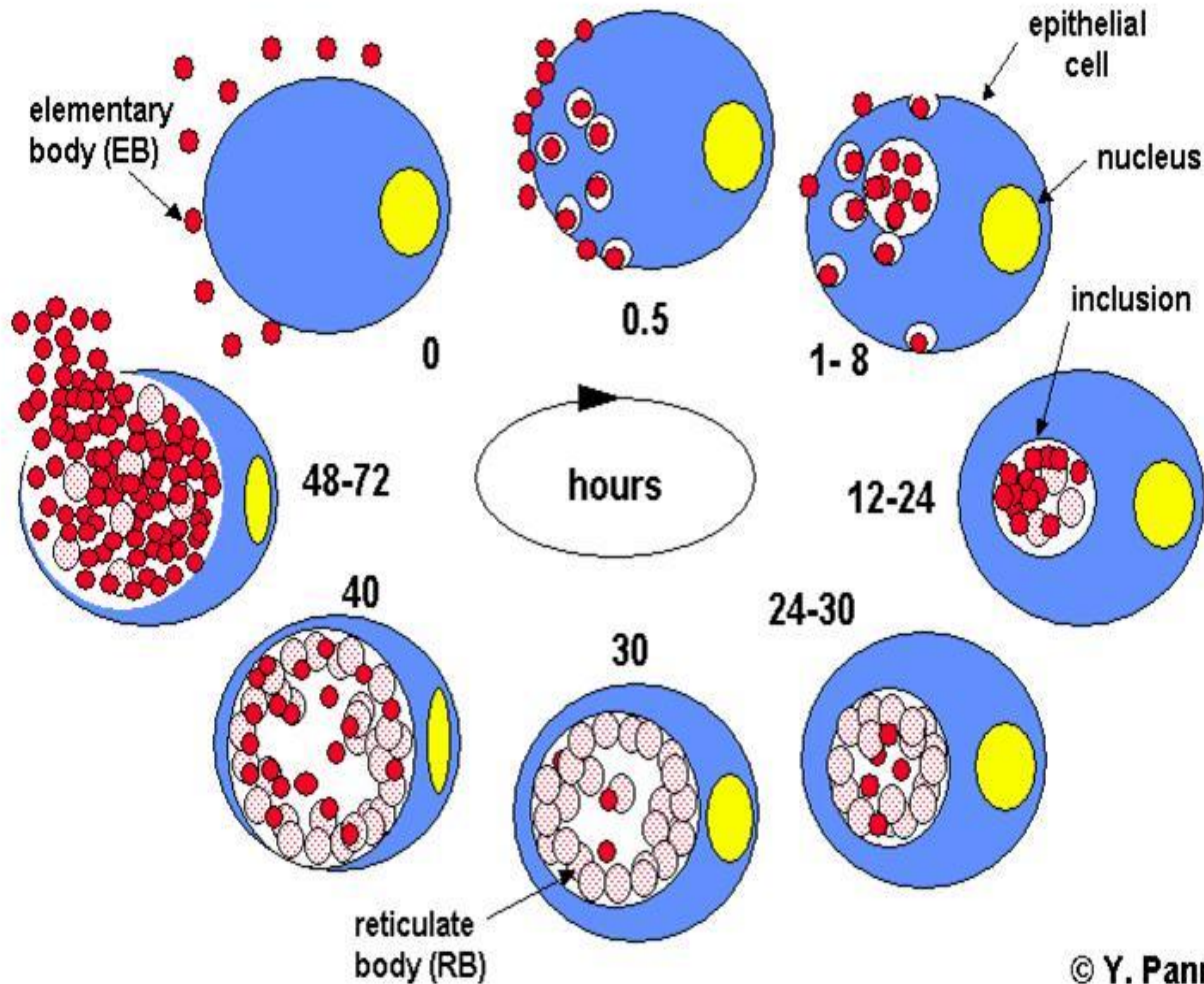 elementary
body (EB)
epithelial
cell
nucleus
inclusion
0
0.5
1- 8
12-24
24-30
30
40
48-72
hours
reticulate
body (RB)
© Y.